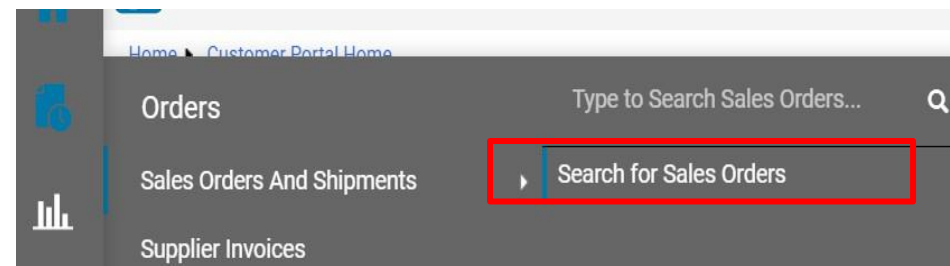 Home ▸ Customer Portal Home
Orders
Type to Search Sales Orders...
Sales Orders And Shipments
Search for Sales Orders
Supplier Invoices